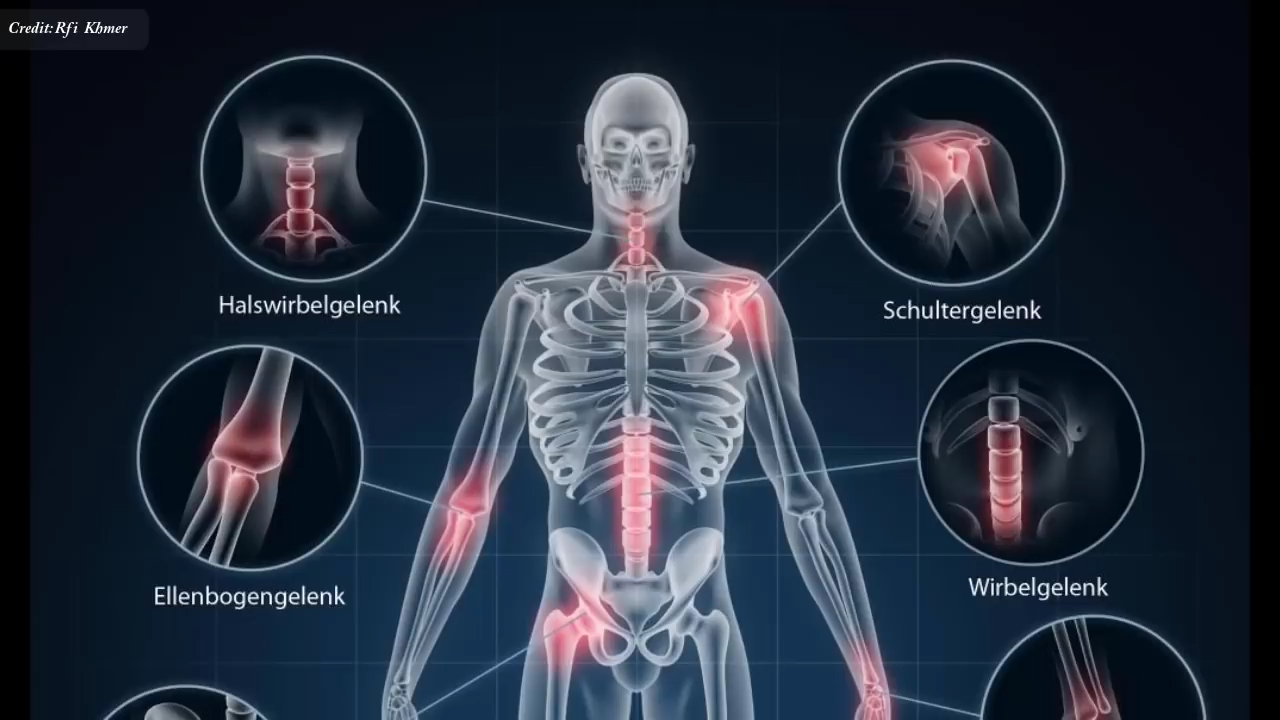 Credit:Rfi Khmer
Halswirbelgelenk
Schultergelenk
Ellenbogengelenk
Wirbelgelenk